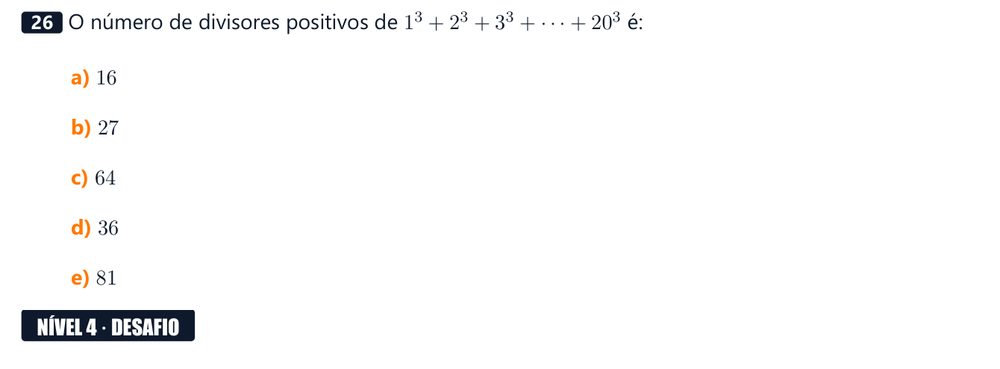 26 O número de divisores positivos de 1³ + 2³ + 3³ + ··· + 20³ é:
a) 16
b) 27
c) 64
d) 36
e) 81
NÍVEL 4 · DESAFIO